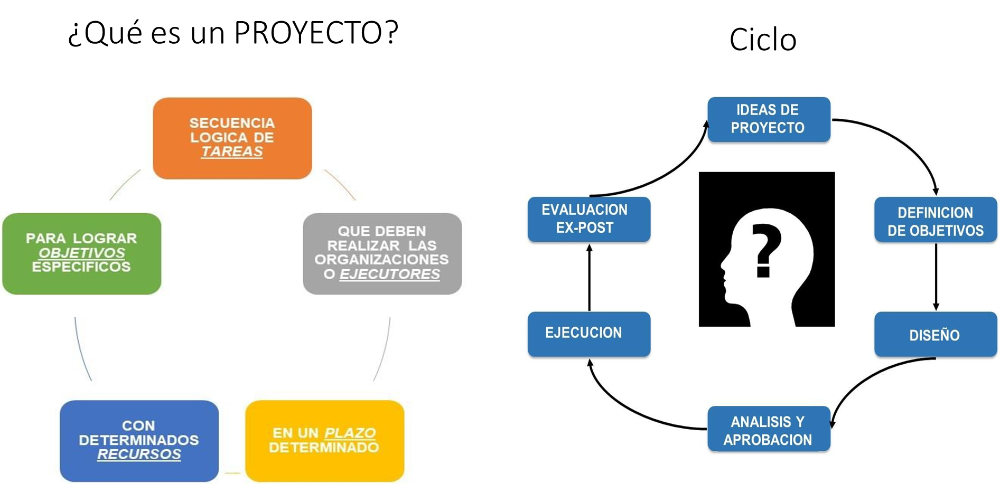 ¿Qué es un PROYECTO?
SECUENCIA
LOGICA DE
TAREAS
QUE DEBEN
REALIZAR LAS
ORGANIZACIONES
O EJECUTORES
EN UN PLAZO
DETERMINADO
CON
DETERMINADOS
RECURSOS
PARA LOGRAR
OBJETIVOS
ESPECIFICOS
Ciclo
IDEAS DE
PROYECTO
DEFINICION
DE OBJETIVOS
DISEÑO
ANALISIS Y
APROBACION
EJECUCION
EVALUACION
EX-POST
?